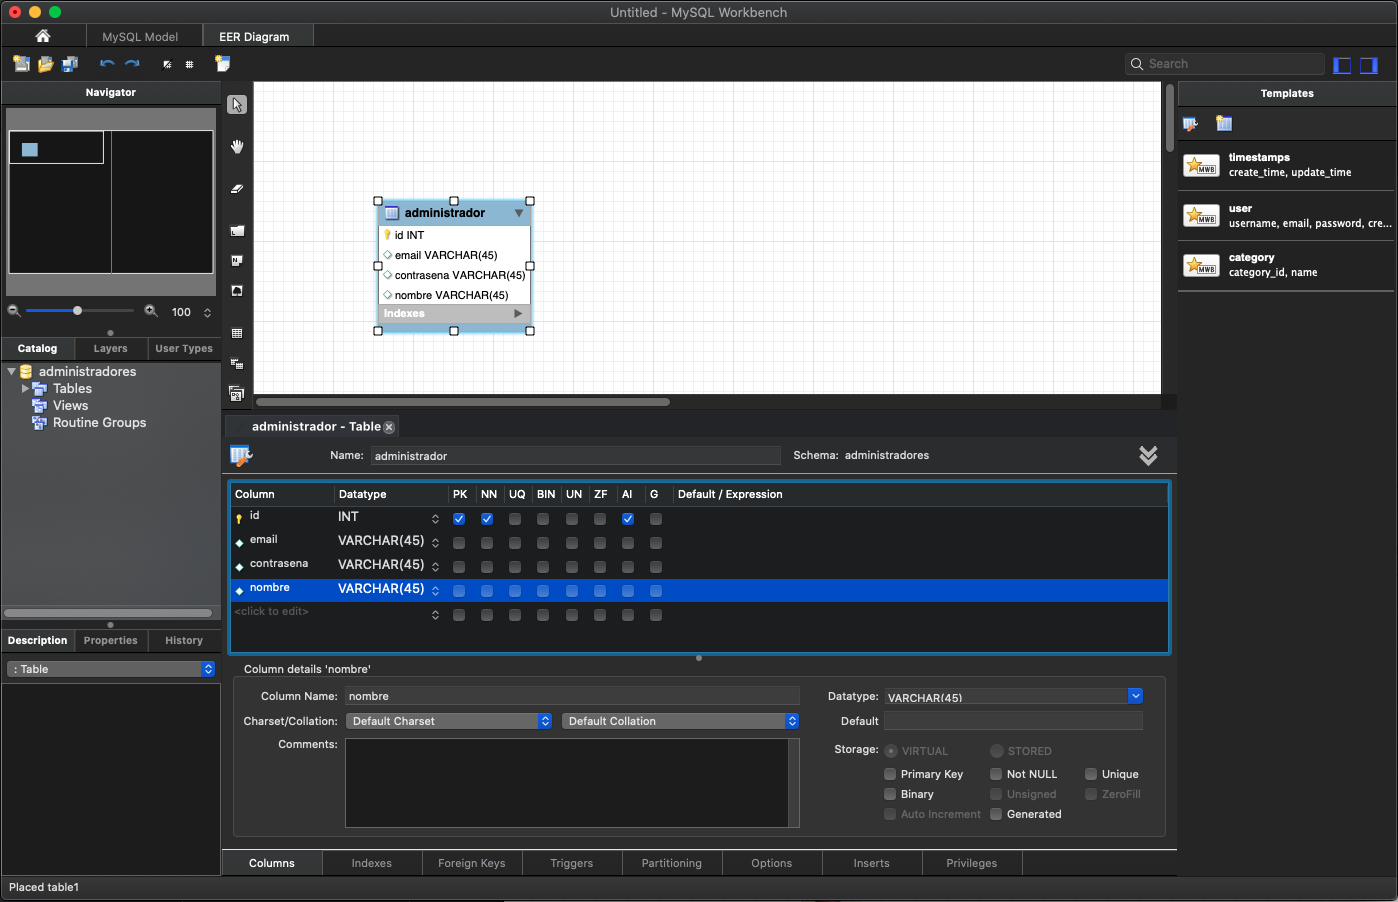 Untitled - MySQL Workbench
MySQL Model
EER Diagram
Search
Navigator
100
Catalog Layers User Types
administradores
Tables
Views
Routine Groups
Description Properties History
: Table
administrador
id INT
email VARCHAR(45)
contrasena VARCHAR(45)
nombre VARCHAR(45)
Indexes
Templates
timestamps
create_time, update_time
user
username, email, password, cre...
category
category_id, name
MWB
MWB
MWB
administrador - Table
Name: administrador Schema: administradores
Column Datatype PK NN UQ BIN UN ZF AI G Default / Expression
id INT
email VARCHAR(45)
contrasena VARCHAR(45)
nombre VARCHAR(45)
<click to edit>
Column details 'nombre'
Column Name: nombre Datatype: VARCHAR(45)
Charset/Collation: Default Charset Default Collation Default
Comments: Storage: VIRTUAL STORED
Primary Key Not NULL Unique
Binary Unsigned ZeroFill
Auto Increment Generated
Columns Indexes Foreign Keys Triggers Partitioning Options Inserts Privileges
Placed table1